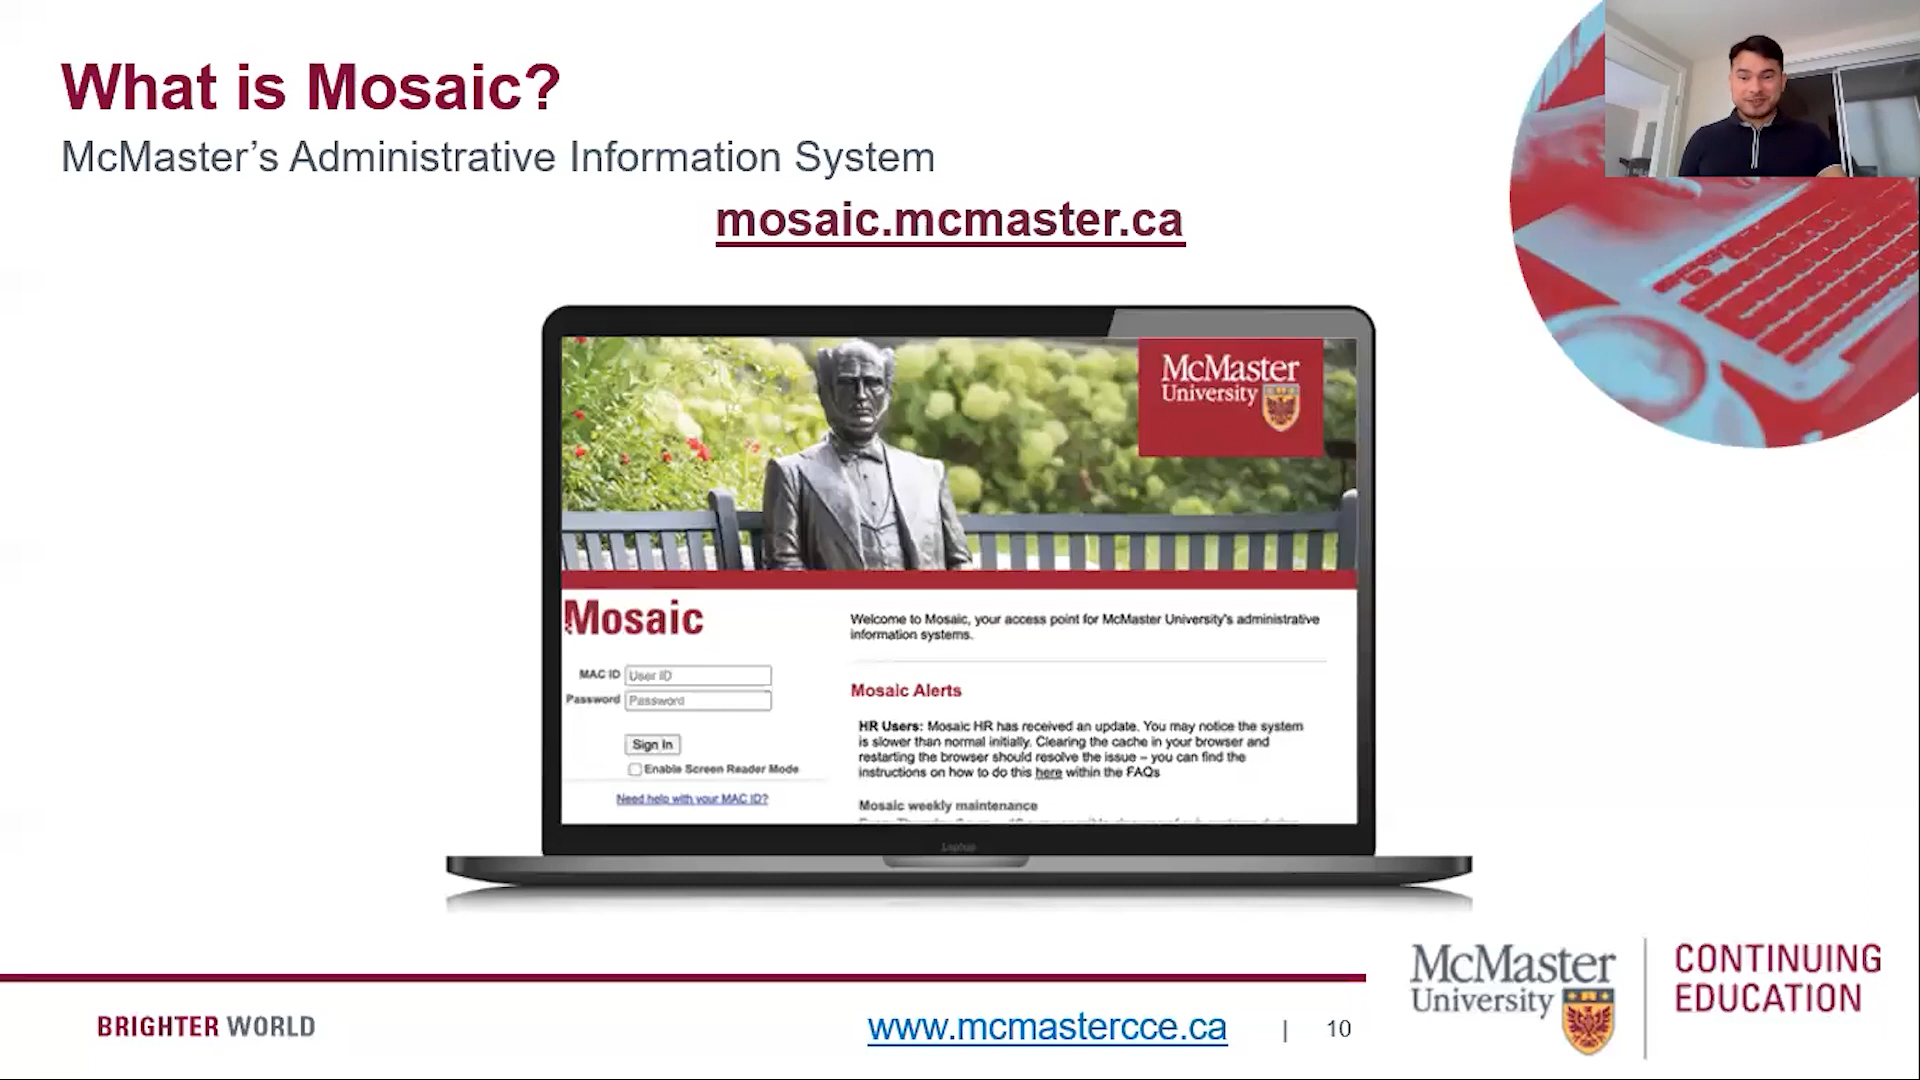 What is Mosaic?
McMaster’s Administrative Information System
mosaic.mcmaster.ca
McMaster
University
Mosaic
MAC ID User ID
Password Password
Sign In
Enable Screen Reader Mode
Need help with your MAC ID?
Welcome to Mosaic, your access point for McMaster University's administrative
information systems.
Mosaic Alerts
HR Users: Mosaic HR has received an update. You may notice the system
is slower than normal initially. Clearing the cache in your browser and
restarting the browser should resolve the issue – you can find the
instructions on how to do this here within the FAQs
Mosaic weekly maintenance
Laptop
BRIGHTER WORLD
www.mcmastercce.ca | 10
McMaster
University
CONTINUING
EDUCATION